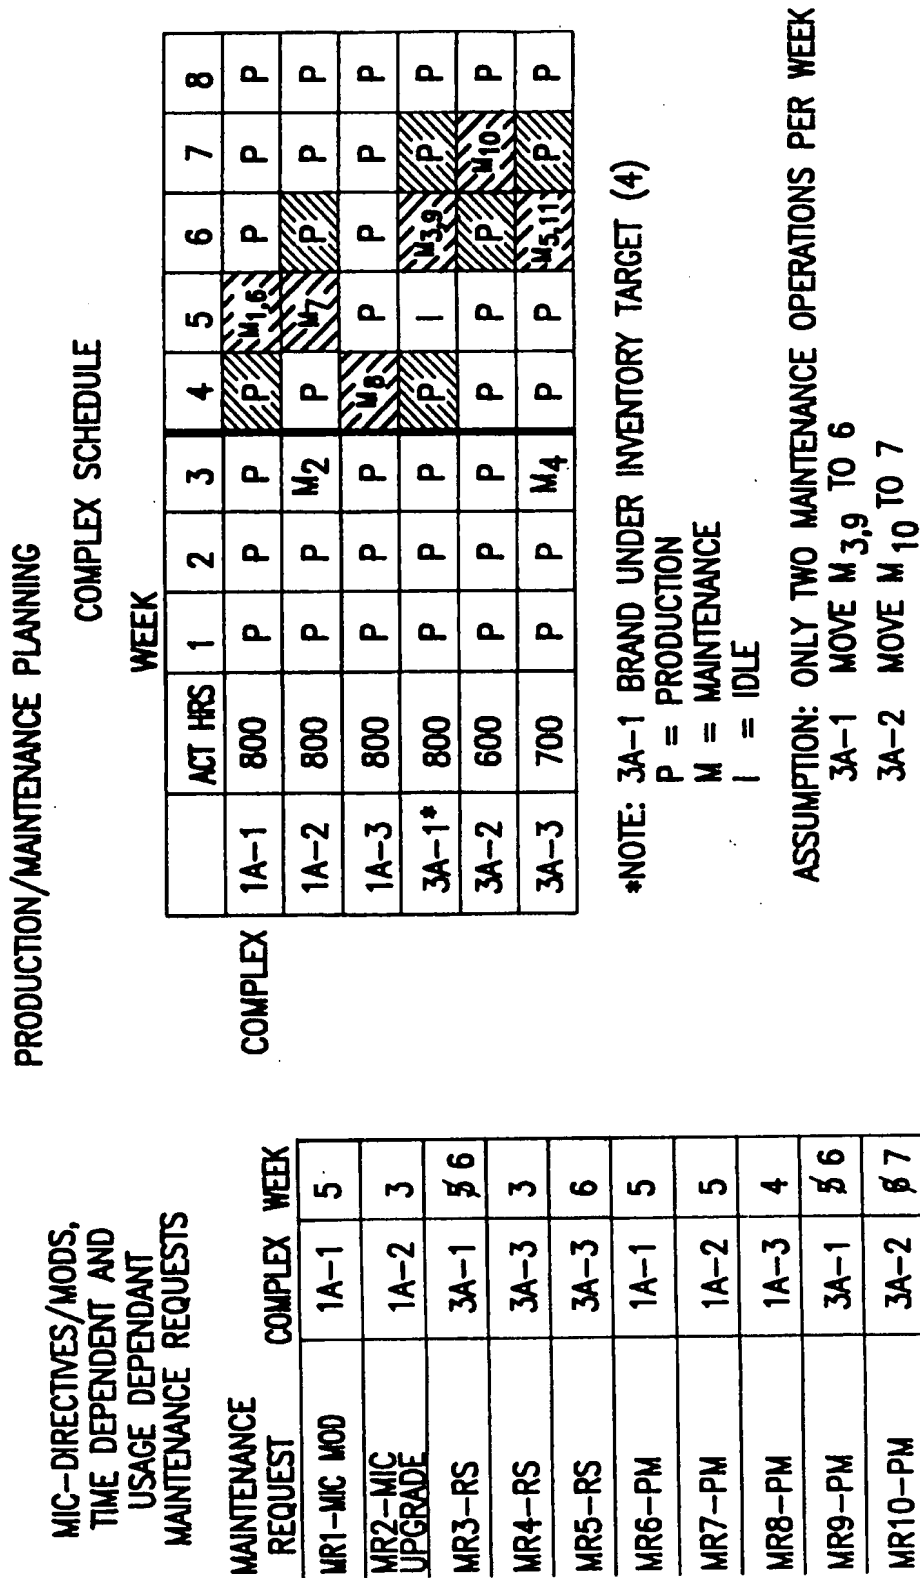 PRODUCTION/MAINTENANCE PLANNING
MIC-DIRECTIVES/MODS,
TIME DEPENDENT AND
USAGE DEPENDANT
MAINTENANCE REQUESTS
MAINTENANCE
REQUEST COMPLEX WEEK
MR1-MIC MOD 1A-1 5
MR2-MIC
UPGRADE 1A-2 3
MR3-RS 3A-1 5 6
MR4-RS 3A-3 3
MR5-RS 3A-3 6
MR6-PM 1A-1 5
MR7-PM 1A-2 5
MR8-PM 1A-3 4
MR9-PM 3A-1 6
MR10-PM 3A-2 7
COMPLEX SCHEDULE
WEEK
ACT HRS 1 2 3 4 5 6 7 8
COMPLEX
1A-1 800 P P P P M1,6 P P P
1A-2 800 P P M2 P M7 P P P
1A-3 800 P P P M8 P P P P
3A-1* 800 P P P P I M3,9 P P
3A-2 600 P P P P P P M10 P
3A-3 700 P P M4 P P M5,11 P P
*NOTE: 3A-1 BRAND UNDER INVENTORY TARGET (4)
P = PRODUCTION
M = MAINTENANCE
I = IDLE
ASSUMPTION: ONLY TWO MAINTENANCE OPERATIONS PER WEEK
3A-1 MOVE M3,9 TO 6
3A-2 MOVE M10 TO 7